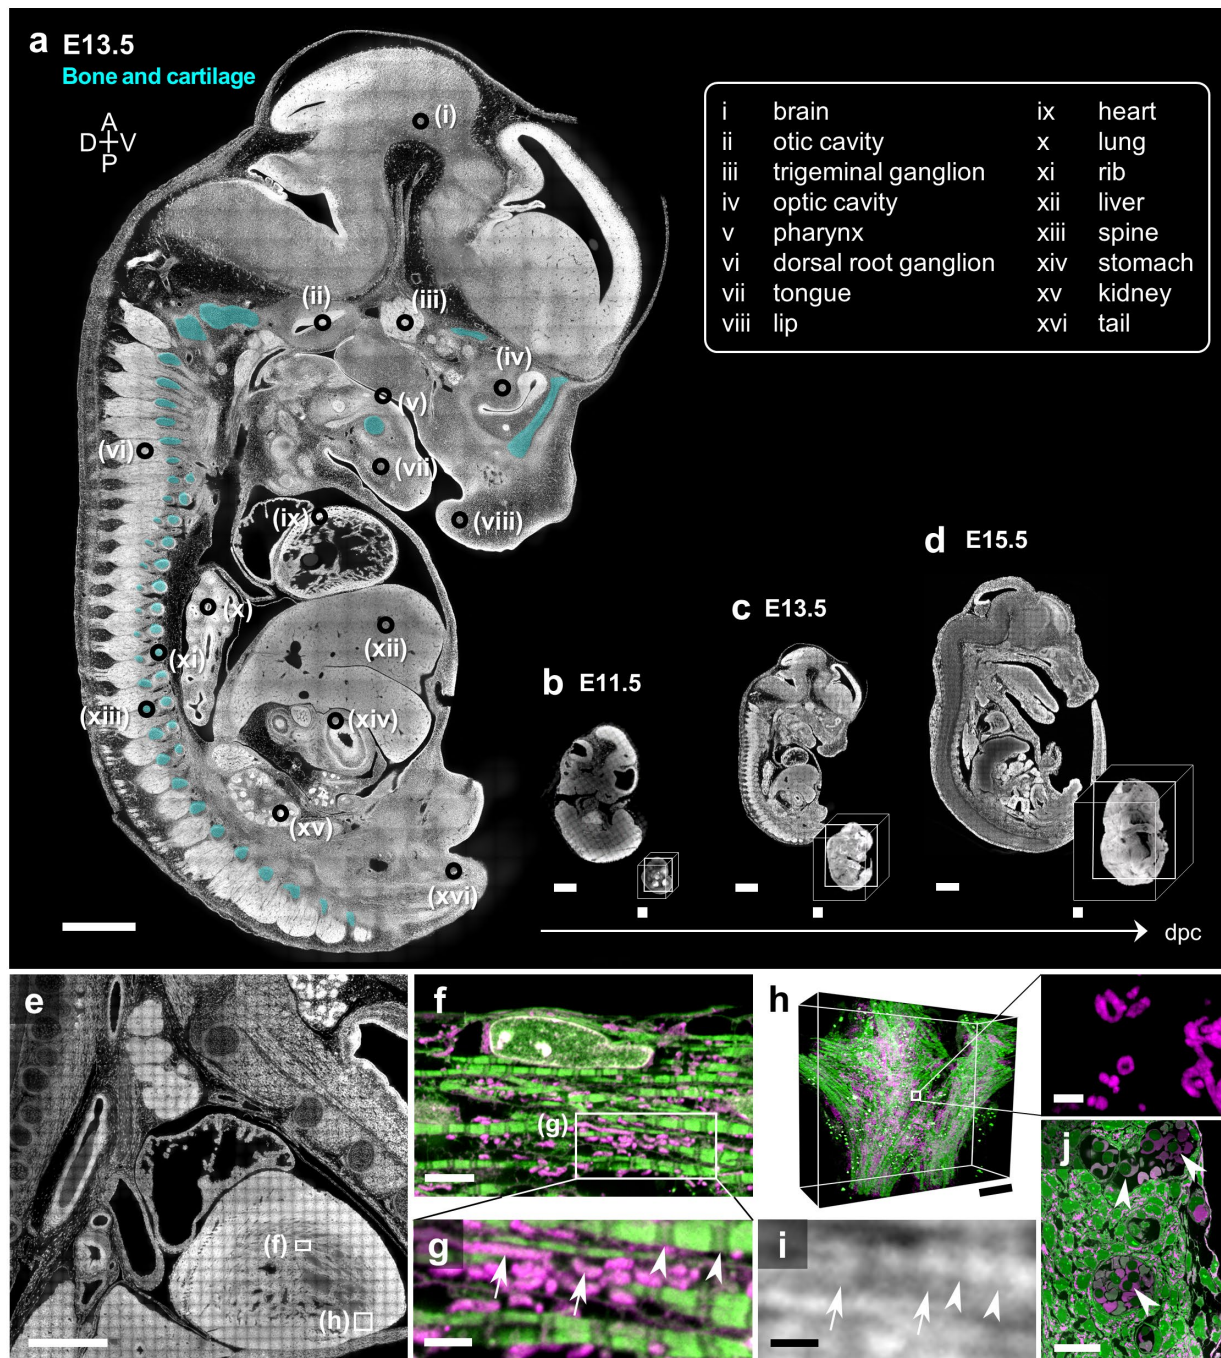 a E13.5
Bone and cartilage
A
D V
P
i brain ix heart
ii otic cavity x lung
iii trigeminal ganglion xi rib
iv optic cavity xii liver
v pharynx xiii spine
vi dorsal root ganglion xiv stomach
vii tongue xv kidney
viii lip xvi tail
(i)
(ii)
(iii)
(iv)
(v)
(vi)
(vii)
(viii)
(ix)
(x)
(xi)
(xii)
(xiii)
(xiv)
(xv)
(xvi)
b E11.5
c E13.5
d E15.5
dpc
e
(f)
(h)
f
(g)
g
h
i
j